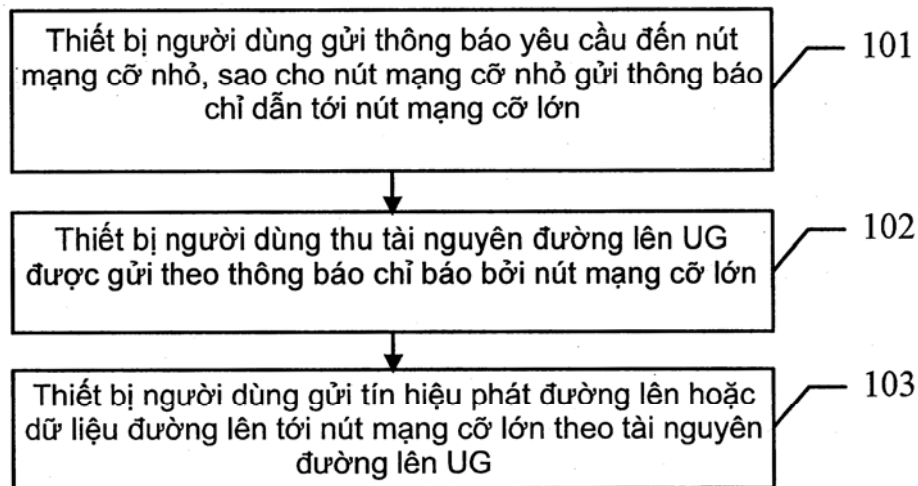 Thiết bị người dùng gửi thông báo yêu cầu đến nút
mạng cỡ nhỏ, sao cho nút mạng cỡ nhỏ gửi thông báo
chỉ dẫn tới nút mạng cỡ lớn
101
Thiết bị người dùng thu tài nguyên đường lên UG
được gửi theo thông báo chỉ báo bởi nút mạng cỡ lớn
102
Thiết bị người dùng gửi tín hiệu phát đường lên hoặc
dữ liệu đường lên tới nút mạng cỡ lớn theo tài nguyên
đường lên UG
103